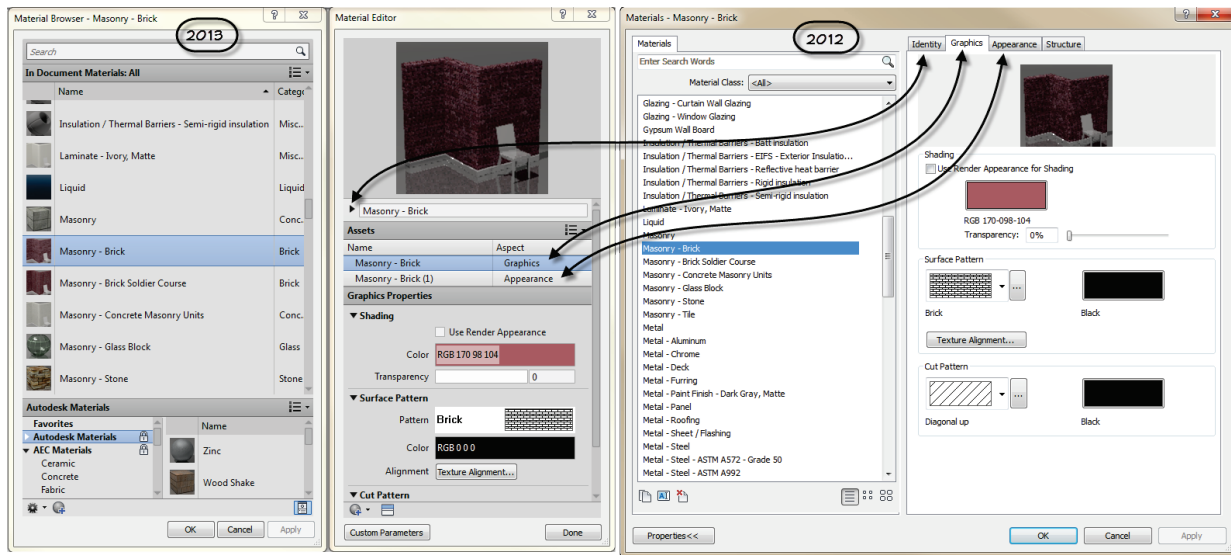 Material Browser - Masonry - Brick
2013
Search
In Document Materials: All
Name
Categ
Insulation / Thermal Barriers - Semi-rigid insulation Misc...
Laminate - Ivory, Matte Misc...
Liquid Liquid
Masonry Conc.
Masonry - Brick Brick
Masonry - Brick Soldier Course Brick
Masonry - Concrete Masonry Units Conc.
Masonry - Glass Block Glass
Masonry - Stone Stone
Autodesk Materials
Favorites
Autodesk Materials
AEC Materials
Ceramic
Concrete
Fabric
Name
Zinc
Wood Shake
OK Cancel Apply
Material Editor
Masonry - Brick
Assets
Name Aspect
Masonry - Brick Graphics
Masonry - Brick (1) Appearance
Graphics Properties
Shading
Use Render Appearance
Color RGB 170 98 104
Transparency 0
Surface Pattern
Pattern Brick
Color RGB 0 0 0
Alignment Texture Alignment...
Cut Pattern
Custom Parameters Done
Materials - Masonry - Brick
2012
Materials
Enter Search Words
Material Class: <All>
Glazing - Curtain Wall Glazing
Glazing - Window Glazing
Gypsum Wall Board
Insulation / Thermal Barriers - Batt insulation
Insulation / Thermal Barriers - EIFS - Exterior Insulatio...
Insulation / Thermal Barriers - Reflective heat barrier
Insulation / Thermal Barriers - Rigid insulation
Insulation / Thermal Barriers - Semi-rigid insulation
Laminate - Ivory, Matte
Liquid
Masonry
Masonry - Brick
Masonry - Brick Soldier Course
Masonry - Concrete Masonry Units
Masonry - Glass Block
Masonry - Stone
Masonry - Tile
Metal
Metal - Aluminum
Metal - Chrome
Metal - Deck
Metal - Furring
Metal - Paint Finish - Dark Gray, Matte
Metal - Panel
Metal - Roofing
Metal - Sheet / Flashing
Metal - Steel
Metal - Steel - ASTM A572 - Grade 50
Metal - Steel - ASTM A992
Properties<<
Identity Graphics Appearance Structure
Shading
Use Render Appearance for Shading
RGB 170-098-104
Transparency: 0%
Surface Pattern
...
Brick Black
Texture Alignment...
Cut Pattern
...
Diagonal up Black
OK Cancel Apply